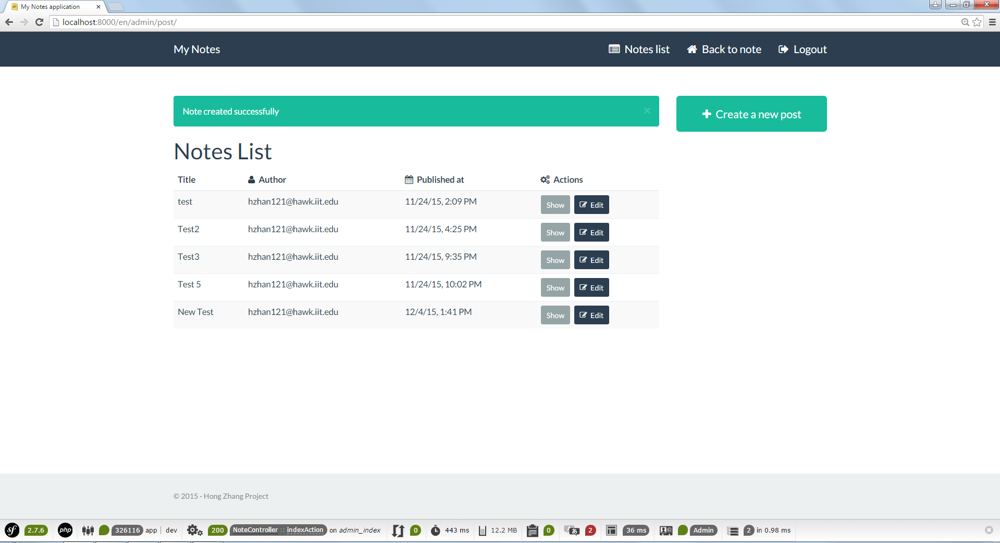 My Notes application
localhost:8000/en/admin/post/
My Notes
Notes list
Back to note
Logout
Note created successfully ×
Create a new post
Notes List
Title Author Published at Actions
test hzhan121@hawk.iit.edu 11/24/15, 2:09 PM Show Edit
Test2 hzhan121@hawk.iit.edu 11/24/15, 4:25 PM Show Edit
Test3 hzhan121@hawk.iit.edu 11/24/15, 9:35 PM Show Edit
Test 5 hzhan121@hawk.iit.edu 11/24/15, 10:02 PM Show Edit
New Test hzhan121@hawk.iit.edu 12/4/15, 1:41 PM Show Edit
© 2015 - Hong Zhang Project
sf 2.7.6 php 326116 app | dev 200 NoteController :: indexAction on admin_index 0 443 ms 12.2 MB 0 あ 2 36 ms Admin 2 in 0.98 ms